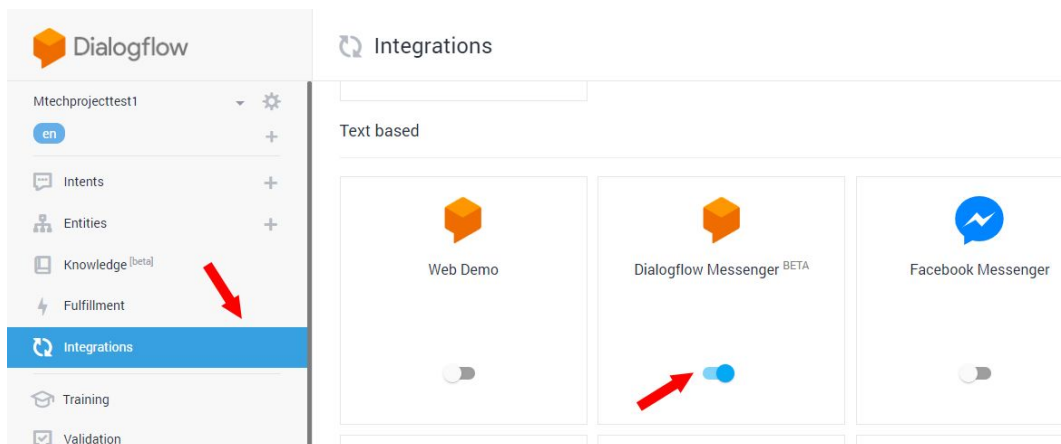 Dialogflow
Integrations
Mtechprojecttest1
en
Intents
Entities
Knowledge [beta]
Fulfillment
Integrations
Training
Validation
Text based
Web Demo
Dialogflow Messenger BETA
Facebook Messenger